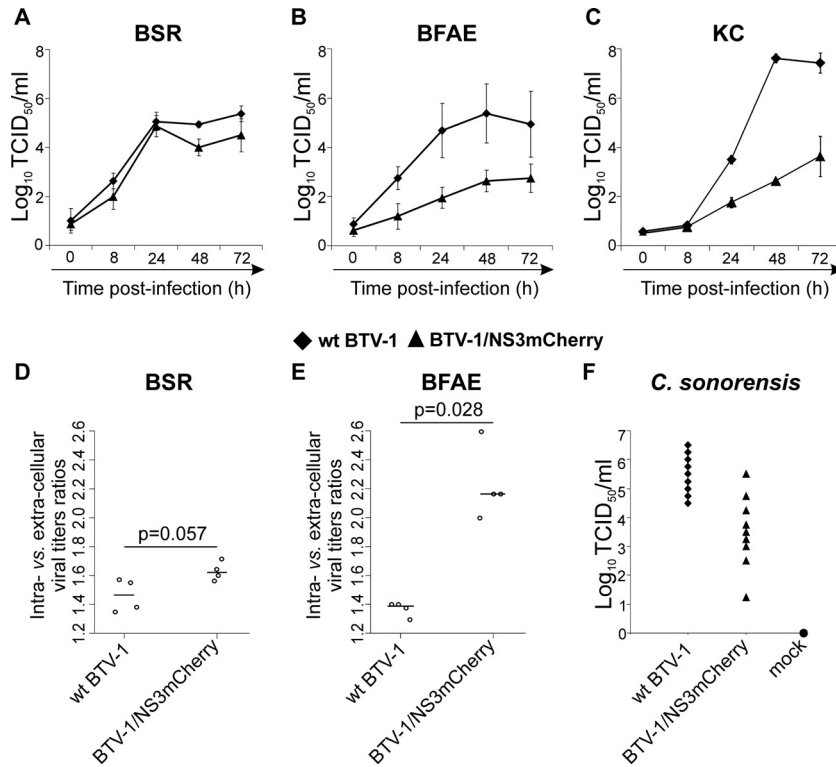 A
BSR
Log10 TCID50/ml
8
6
4
2
0
0 8 24 48 72
Time post-infection (h)
B
BFAE
Log10 TCID50/ml
8
6
4
2
0
0 8 24 48 72
Time post-infection (h)
C
KC
Log10 TCID50/ml
8
6
4
2
0
0 8 24 48 72
Time post-infection (h)
◆ wt BTV-1 ▲ BTV-1/NS3mCherry
D
BSR
Intra- vs. extra-cellular
viral titers ratios
2.6
2.4
2.2
2.0
1.8
1.6
1.4
1.2
p=0.057
wt BTV-1
BTV-1/NS3mCherry
E
BFAE
Intra- vs. extra-cellular
viral titers ratios
2.6
2.4
2.2
2.0
1.8
1.6
1.4
1.2
p=0.028
wt BTV-1
BTV-1/NS3mCherry
F
C. sonorensis
Log10 TCID50/ml
7
6
5
4
3
2
1
0
wt BTV-1
BTV-1/NS3mCherry
mock